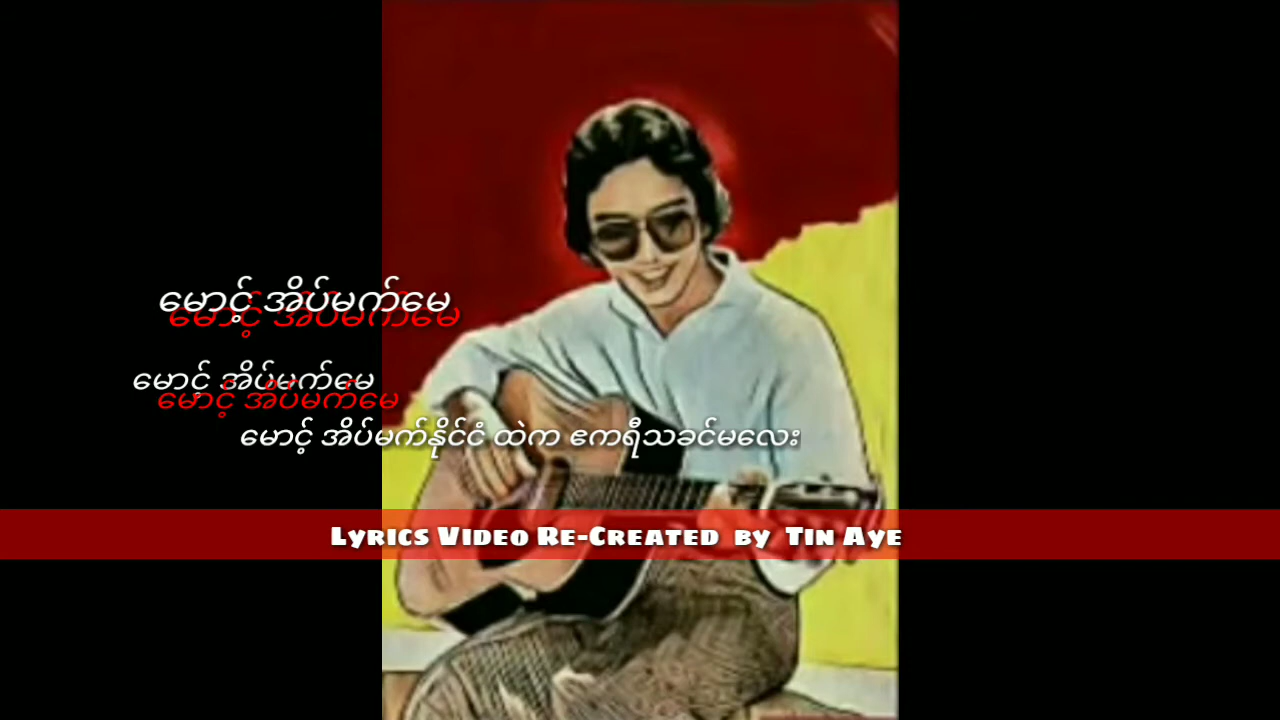 မောင့် အိပ်မက်မေ
မောင့် အိပ်မက်မေ
မောင့် အိပ်မက်မေ
မောင့် အိပ်မက်မေ
မောင့် အိပ်မက်နိုင်ငံ ထဲက ဧကရီသခင်မလေး
Lyrics Video Re-Created by Tin Aye